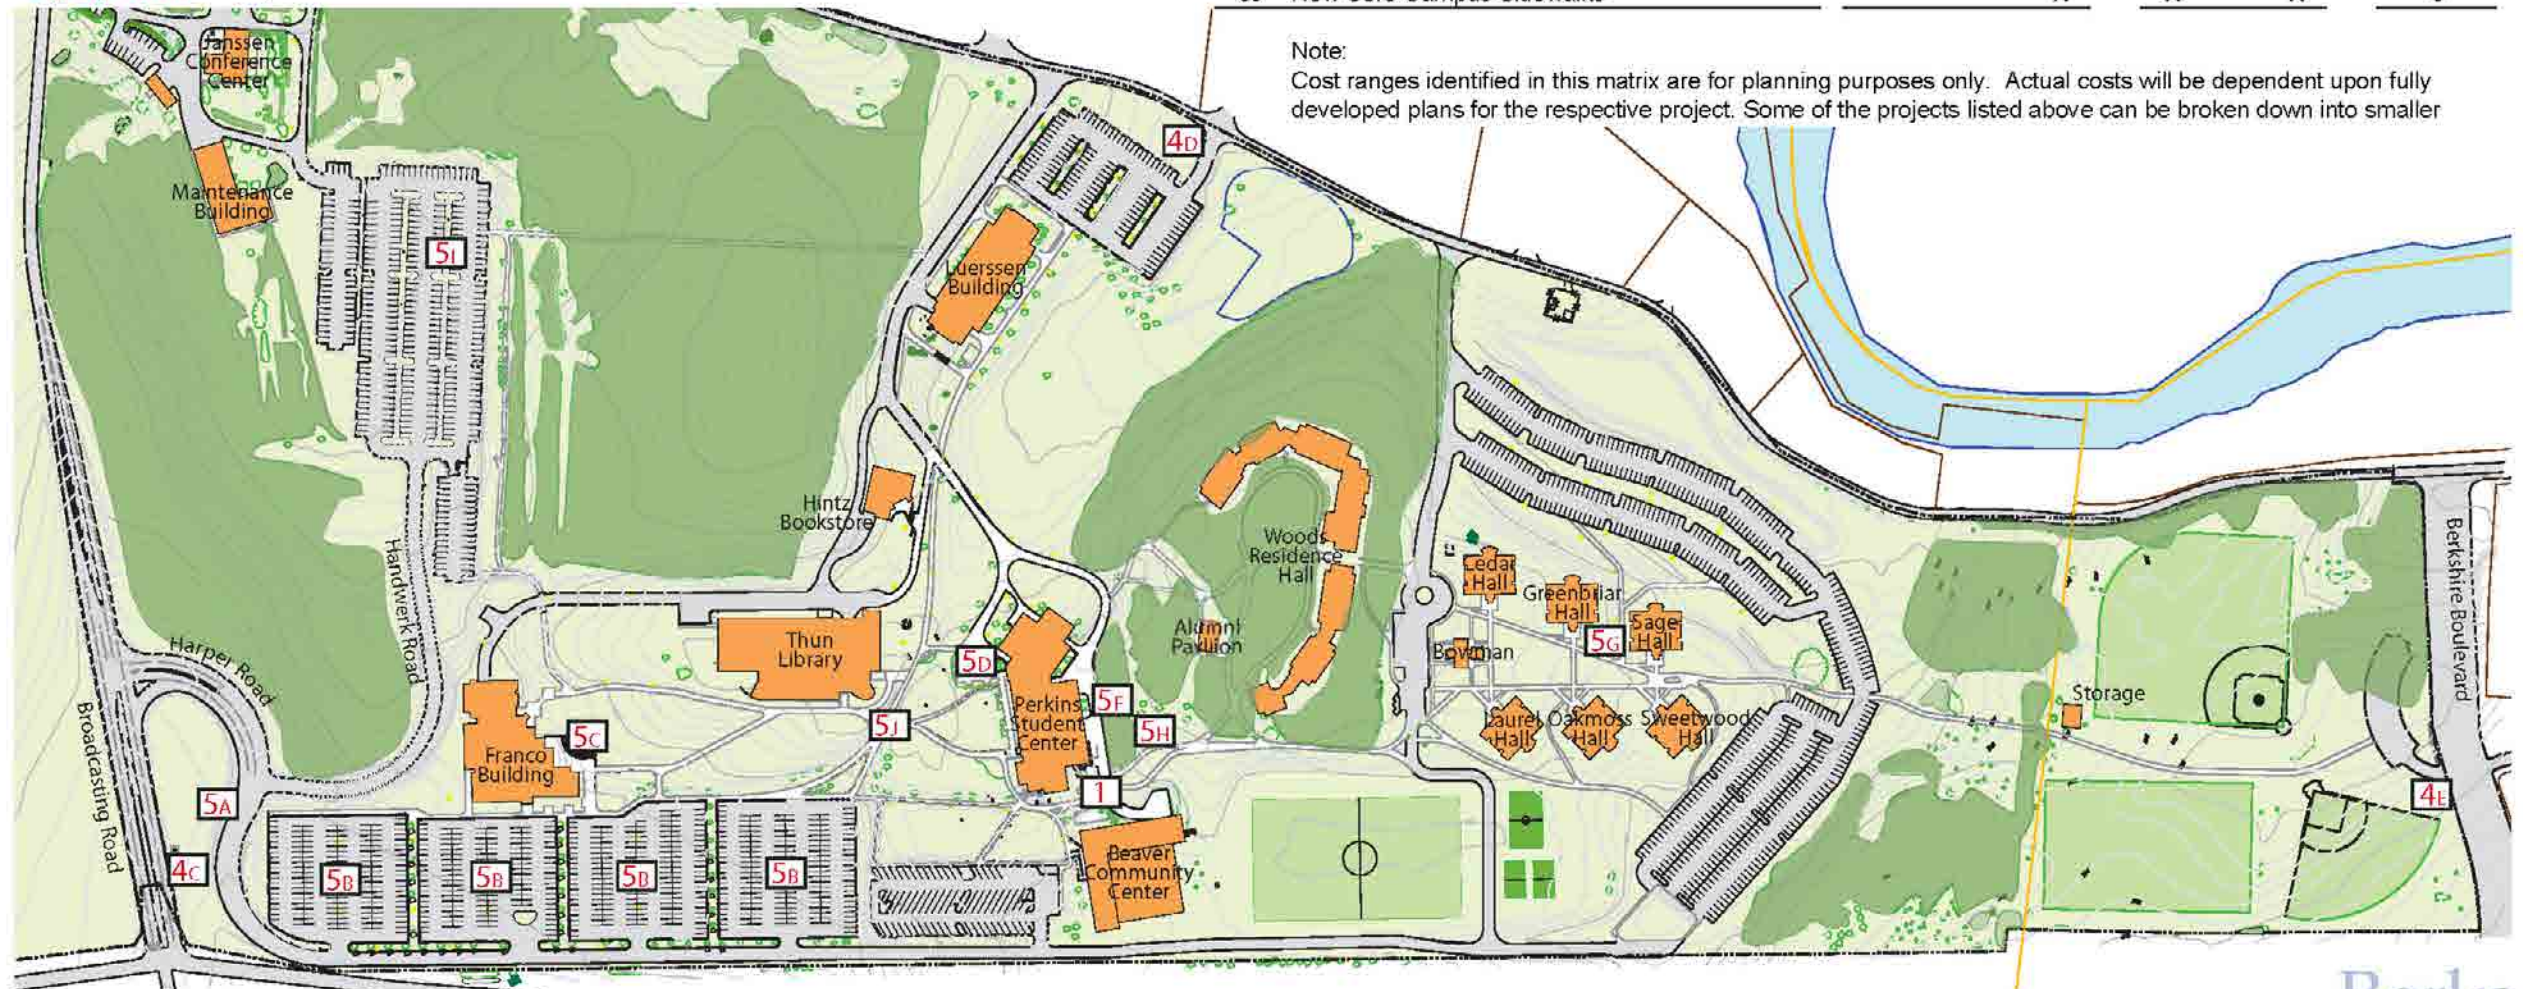 Note:
Cost ranges identified in this matrix are for planning purposes only. Actual costs will be dependent upon fully
developed plans for the respective project. Some of the projects listed above can be broken down into smaller
Janssen
Conference
Center
4D
Maintenance
Building
5I
Luerssen
Building
Hintz
Bookstore
Woods
Residence
Hall
Ledar
Hall
Greenbriar
Hall
Sage
Hall
5G
Bowman
Berkshire Boulevard
Handwerk Road
Harper Road
Thun
Library
5D
Alumni
Pavilion
Storage
Broadcasting Road
5C
Franco
Building
5J
Perkins
Student
Center
5F
5H
Laurel
Hall
Oakmoss
Hall
Sweetwood
Hall
5A
1
4E
4C
5B
5B
5B
5B
Beaver
Community
Center